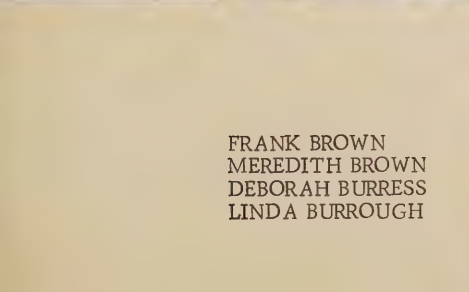 FRANK BROWN
MEREDITH BROWN
DEBORAH BURRESS
LINDA BURROUGH